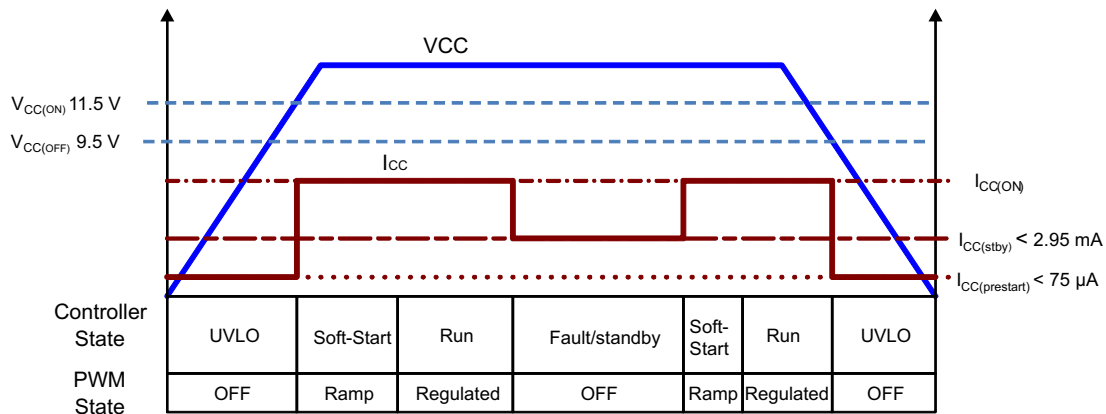 VCC
VCC(ON) 11.5 V
VCC(OFF) 9.5 V
ICC
ICC(ON)
ICC(stby) < 2.95 mA
ICC(prestart) < 75 µA
Controller
State
UVLO
Soft-Start
Run
Fault/standby
Soft-
Start
Run
UVLO
PWM
State
OFF
Ramp
Regulated
OFF
Ramp
Regulated
OFF